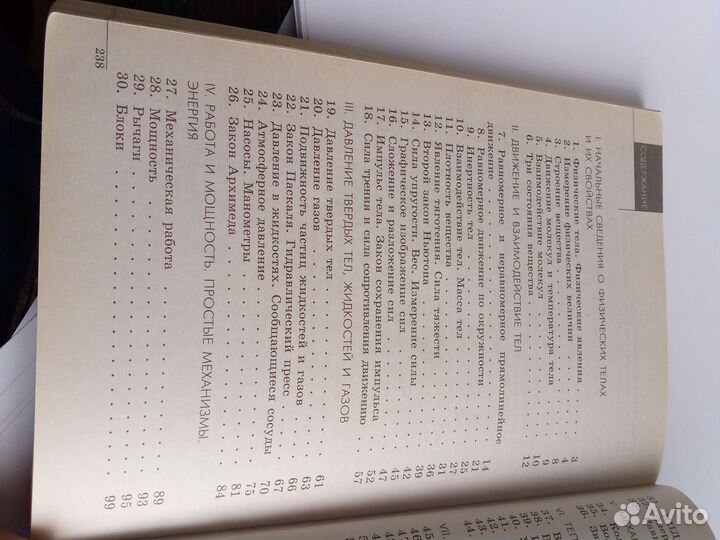 СОДЕРЖАНИЕ
I. НАЧАЛЬНЫЕ СВЕДЕНИЯ О ФИЗИЧЕСКИХ ТЕЛАХ
И ИХ СВОЙСТВАХ
1. Физические тела. Физические явления . 3
2. Измерение физических величин . . . . 4
3. Строение вещества . . . . . . . . 8
4. Движение молекул и температура тела . 9
5. Взаимодействие молекул . . . . . . 10
6. Три состояния вещества . . . . . . 12
II. ДВИЖЕНИЕ И ВЗАИМОДЕЙСТВИЕ ТЕЛ
7. Равномерное и неравномерное прямолинейное
движение . . . . . . . . . . . 14
8. Равномерное движение по окружности . 21
9. Инертность тел . . . . . . . . .
10. Взаимодействие тел. Масса тел . . . 27
11. Плотность вещества . . . . . . . 31
12. Явление тяготения. Сила тяжести . . 36
13. Второй закон Ньютона . . . . . . 39
14. Сила упругости. Вес. Измерение силы . 42
15. Графическое изображение сил . . . . 45
16. Сложение и разложение сил . . . . 47
17. Импульс тела. Закон сохранения импульса . 52
18. Сила трения и сила сопротивления движению . 57
III. ДАВЛЕНИЕ ТВЕРДЫХ ТЕЛ, ЖИДКОСТЕЙ И ГАЗОВ
19. Давление твердых тел . . . . . . 61
20. Давление газов . . . . . . . . 63
21. Подвижность частиц жидкостей и газов . 66
22. Закон Паскаля. Гидравлический пресс .
23. Давление в жидкостях. Сообщающиеся сосуды 70
24. Атмосферное давление . . . . . . 75
25. Насосы. Манометры . . . . . . . 81
26. Закон Архимеда . . . . . . . . 84
IV. РАБОТА И МОЩНОСТЬ. ПРОСТЫЕ МЕХАНИЗМЫ.
ЭНЕРГИЯ
27. Механическая работа . . . . . . 89
28. Мощность . . . . . . . . . . 93
29. Рычаги . . . . . . . . . . . 95
30. Блоки . . . . . . . . . . . 99
238
VI. ТЕПЛ
VII.
Avito